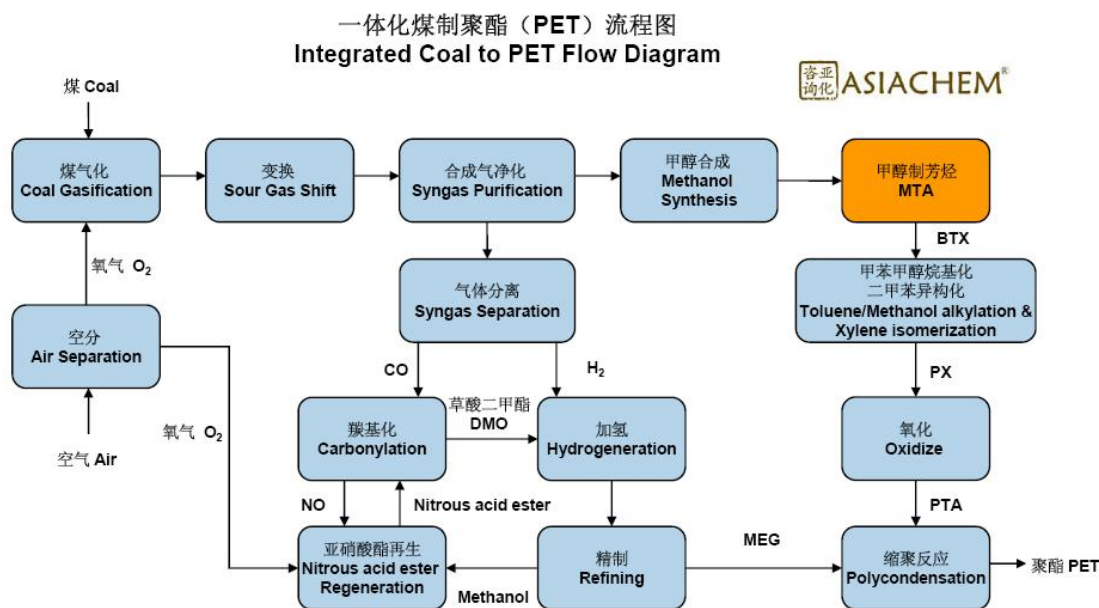 一体化煤制聚酯（PET）流程图
Integrated Coal to PET Flow Diagram
咨亚
询化
ASIACHEM®
煤 Coal
煤气化
Coal Gasification
变换
Sour Gas Shift
合成气净化
Syngas Purification
甲醇合成
Methanol
Synthesis
甲醇制芳烃
MTA
氧气 O₂
BTX
气体分离
Syngas Separation
甲苯甲醇烷基化
二甲苯异构化
Toluene/Methanol alkylation &
Xylene isomerization
空分
Air Separation
CO
H₂
PX
草酸二甲酯
DMO
氧气 O₂
空气 Air
羰基化
Carbonylation
加氢
Hydrogenation
氧化
Oxidize
NO
Nitrous acid ester
PTA
MEG
亚硝酸酯再生
Nitrous acid ester
Regeneration
Methanol
精制
Refining
缩聚反应
Polycondensation
聚酯 PET